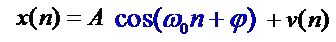 x(n) = A cos(ω₀n + φ) + v(n)